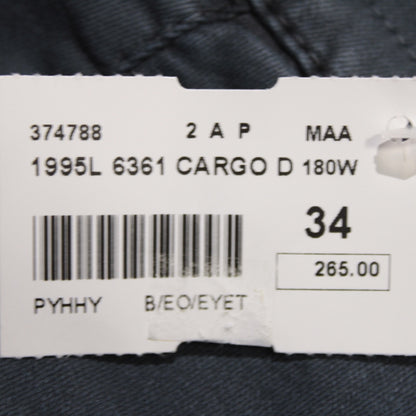 374788 2 A P MAA
1995L 6361 CARGO D 180W
34
265.00
PYHHY B/EO/EYET